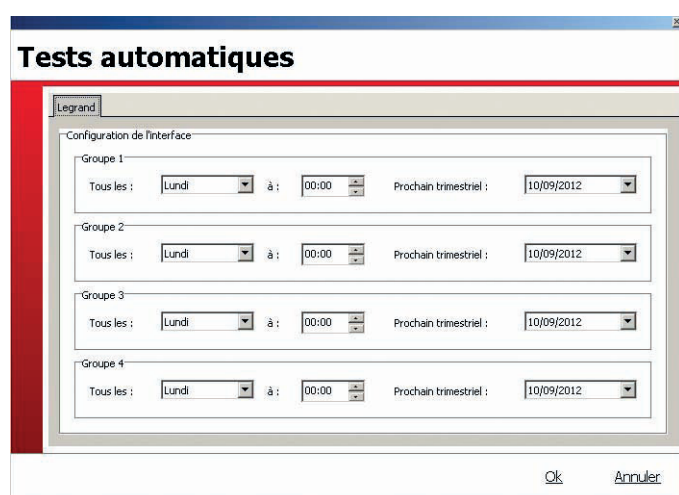 Tests automatiques
Legrand
Configuration de l'interface
Groupe 1
Tous les : Lundi à : 00:00 Prochain trimestriel : 10/09/2012
Groupe 2
Tous les : Lundi à : 00:00 Prochain trimestriel : 10/09/2012
Groupe 3
Tous les : Lundi à : 00:00 Prochain trimestriel : 10/09/2012
Groupe 4
Tous les : Lundi à : 00:00 Prochain trimestriel : 10/09/2012
Ok Annuler